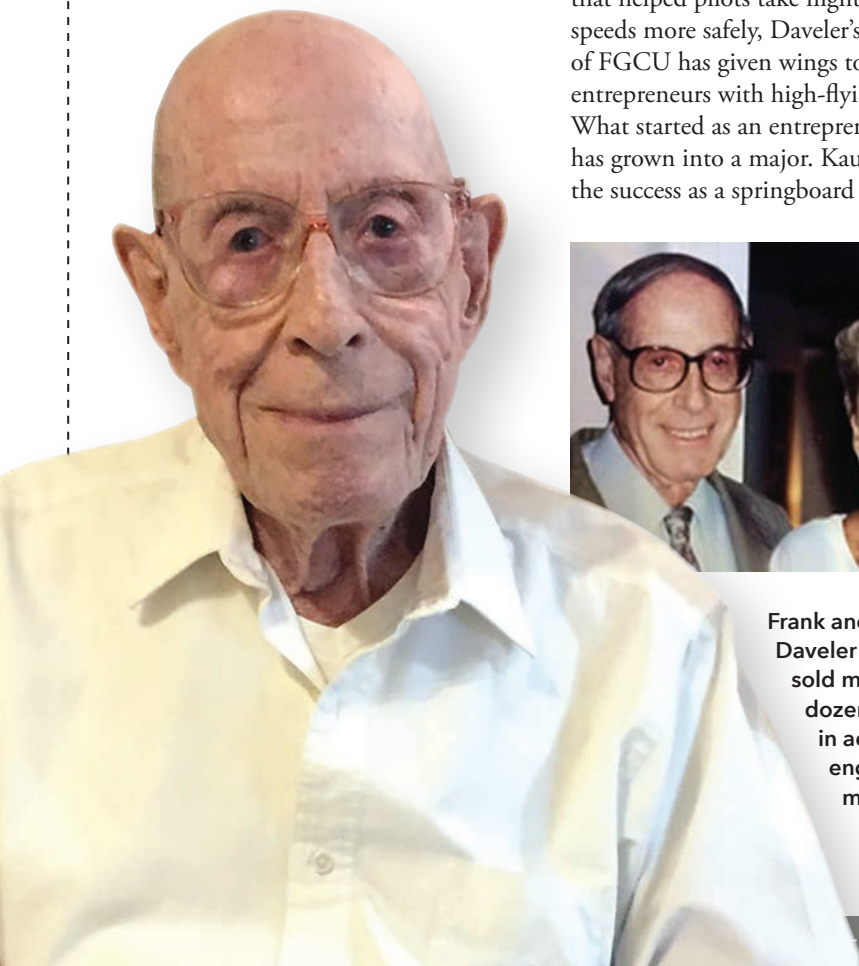 that helped pilots take flight
speeds more safely, Daveler's
of FGCU has given wings to
entrepreneurs with high-flyi
What started as an entrepren
has grown into a major. Kau
the success as a springboard
Frank and
Daveler
sold m
dozen
in ae
eng
m